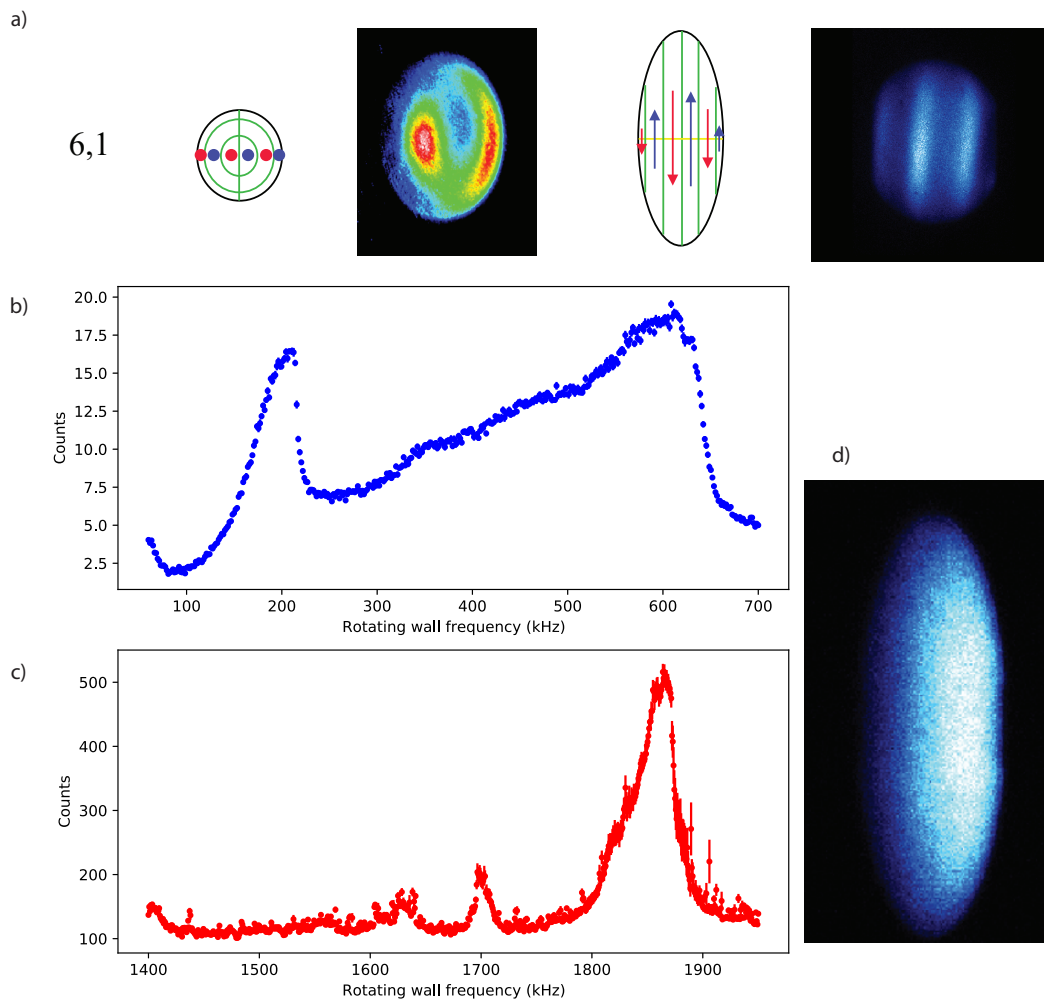 a)
6,1
b)
20.0
17.5
15.0
12.5
10.0
7.5
5.0
2.5
Counts
100 200 300 400 500 600 700
Rotating wall frequency (kHz)
c)
500
400
300
200
100
Counts
1400 1500 1600 1700 1800 1900
Rotating wall frequency (kHz)
d)